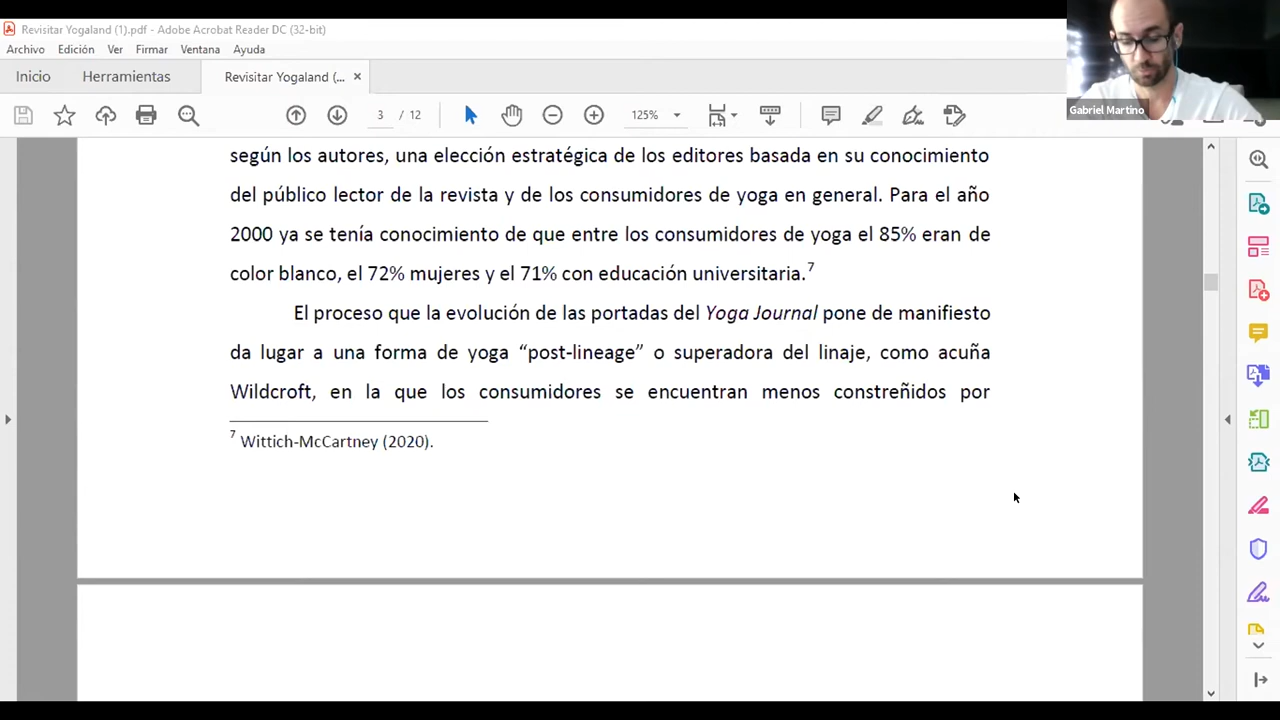 Revisitar Yogaland (1).pdf - Adobe Acrobat Reader DC (32-bit)
Archivo Edición Ver Firmar Ventana Ayuda
Inicio Herramientas Revisitar Yogaland (... ×
abr / 12 125%
Gabriel Martino
según los autores, una elección estratégica de los editores basada en su conocimiento
del público lector de la revista y de los consumidores de yoga en general. Para el año
2000 ya se tenía conocimiento de que entre los consumidores de yoga el 85% eran de
color blanco, el 72% mujeres y el 71% con educación universitaria.7
El proceso que la evolución de las portadas del Yoga Journal pone de manifiesto
da lugar a una forma de yoga “post-lineage” o superadora del linaje, como acuña
Wildcroft, en la que los consumidores se encuentran menos constreñidos por
7 Wittich-McCartney (2020).